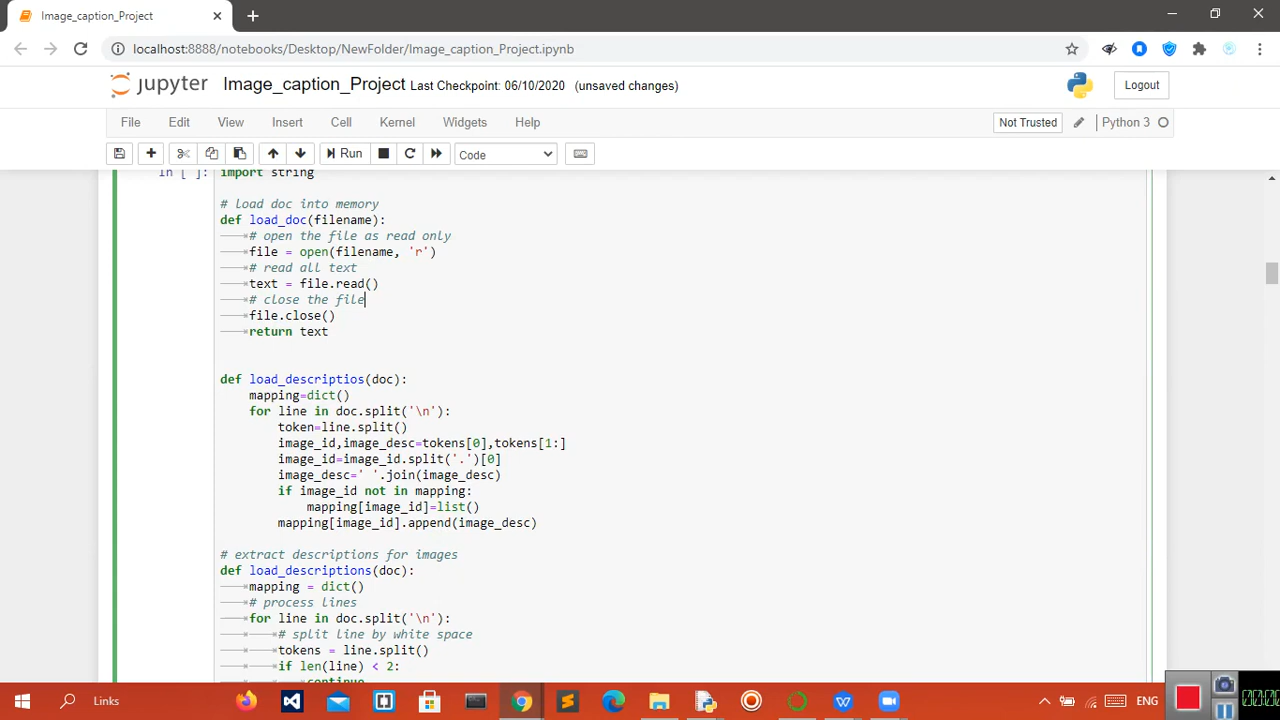 Image_caption_Project
localhost:8888/notebooks/Desktop/NewFolder/Image_caption_Project.ipynb
jupyter Image_caption_Project Last Checkpoint: 06/10/2020 (unsaved changes) Logout
File Edit View Insert Cell Kernel Widgets Help Not Trusted Python 3
Run Code
In [ ]: import string
# load doc into memory
def load_doc(filename):
# open the file as read only
file = open(filename, 'r')
# read all text
text = file.read()
# close the file
file.close()
return text
def load_descriptios(doc):
mapping=dict()
for line in doc.split('\n'):
token=line.split()
image_id,image_desc=tokens[0],tokens[1:]
image_id=image_id.split('.')[0]
image_desc=' '.join(image_desc)
if image_id not in mapping:
mapping[image_id]=list()
mapping[image_id].append(image_desc)
# extract descriptions for images
def load_descriptions(doc):
mapping = dict()
# process lines
for line in doc.split('\n'):
# split line by white space
tokens = line.split()
if len(line) < 2:
continue
Links ENG